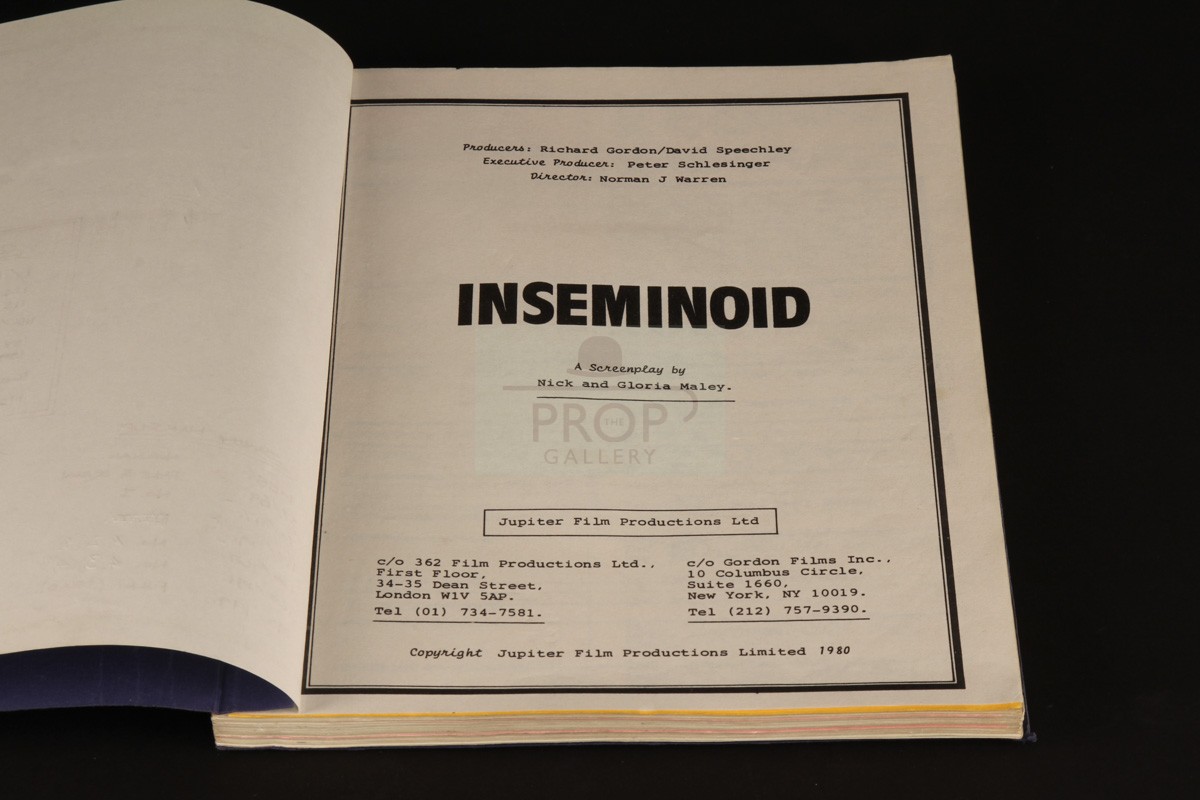 Producers: Richard Gordon/David Speechley
Executive Producer: Peter Schlesinger
Director: Norman J Warren
INSEMINOID
A Screenplay by
Nick and Gloria Maley.
THE
PROP
GALLERY
Jupiter Film Productions Ltd
c/o 362 Film Productions Ltd.,
First Floor,
34-35 Dean Street,
London W1V 5AP.
Tel (01) 734-7581.
c/o Gordon Films Inc.,
10 Columbus Circle,
Suite 1660,
New York, NY 10019.
Tel (212) 757-9390.
Copyright Jupiter Film Productions Limited 1980